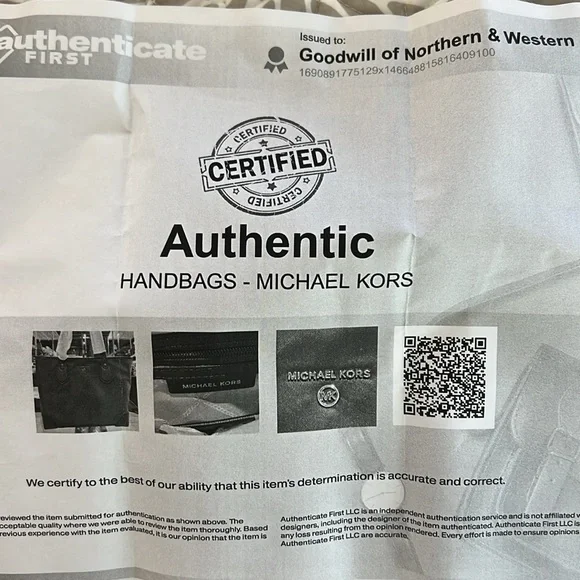 authenticate
FIRST
Issued to:
Goodwill of Northern & Western
CERTIFIED
CERTIFIED
CERTIFIED
Authentic
HANDBAGS - MICHAEL KORS
MICHAEL KORS
MICHAEL KORS
MK
We certify to the best of our ability that this item's determination is accurate and correct.
reviewed the item submitted for authentication as shown above. The
acceptable quality where we were able to review the item thoroughly. Based
previous experience with the item evaluated, it is our opinion that the item is
Authenticate First LLC is an independent authentication service and is not affiliated
designers, including the designer of the item authenticated. Authenticate First LLC is
any loss resulting from the opinion rendered. Every effort is made to ensure opinions
Authenticate First LLC are accurate.